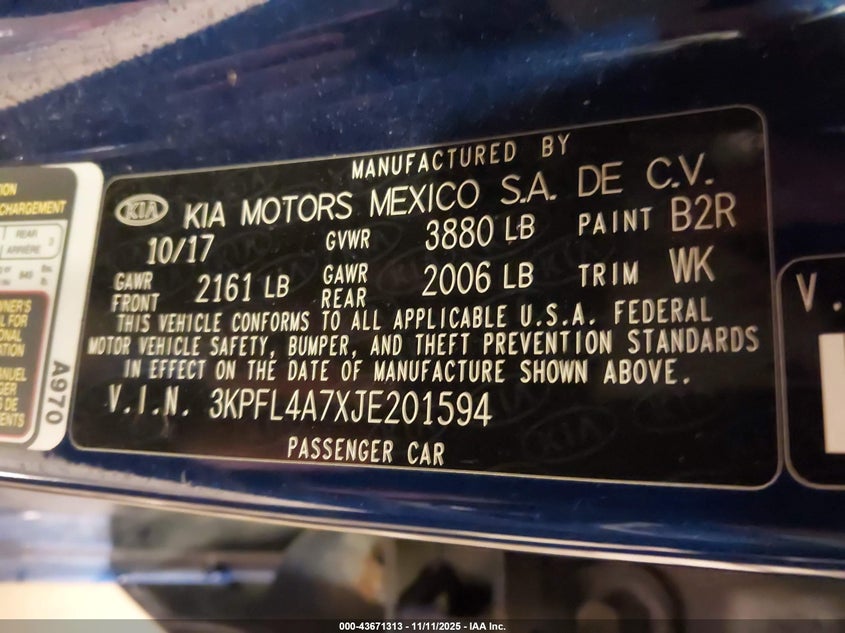 MANUFACTURED BY
KIA KIA MOTORS MEXICO S.A. DE C.V.
10/17 GVWR 3880 LB PAINT B2R
GAWR FRONT 2161 LB GAWR REAR 2006 LB TRIM WK
THIS VEHICLE CONFORMS TO ALL APPLICABLE U.S.A. FEDERAL
MOTOR VEHICLE SAFETY, BUMPER, AND THEFT PREVENTION STANDARDS
IN EFFECT ON THE DATE OF MANUFACTURE SHOWN ABOVE.
V.I.N. 3KPFL4A7XJE201594
PASSENGER CAR
REAR
ARRIÈRE
A970
V.
000-43671313 - 11/11/2025 - IAA Inc.